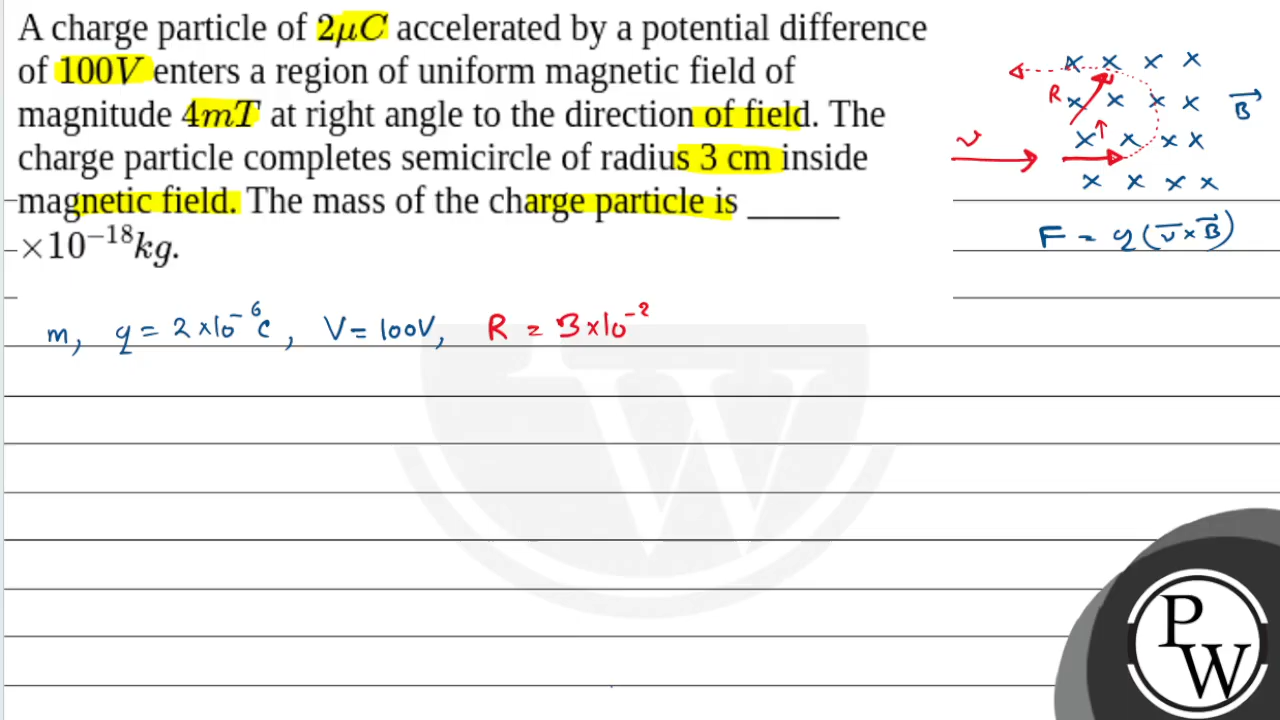 A charge particle of 2μC accelerated by a potential difference
of 100V enters a region of uniform magnetic field of
magnitude 4mT at right angle to the direction of field. The
charge particle completes semicircle of radius 3 cm inside
magnetic field. The mass of the charge particle is _____
×10⁻¹⁸kg.
x x x x
R x x x x B⃗
v x x x x
x x x x
F = q(v̄ × B⃗)
m, q = 2×10⁻⁶c, V = 100V, R = 3×10⁻²
W
P
W